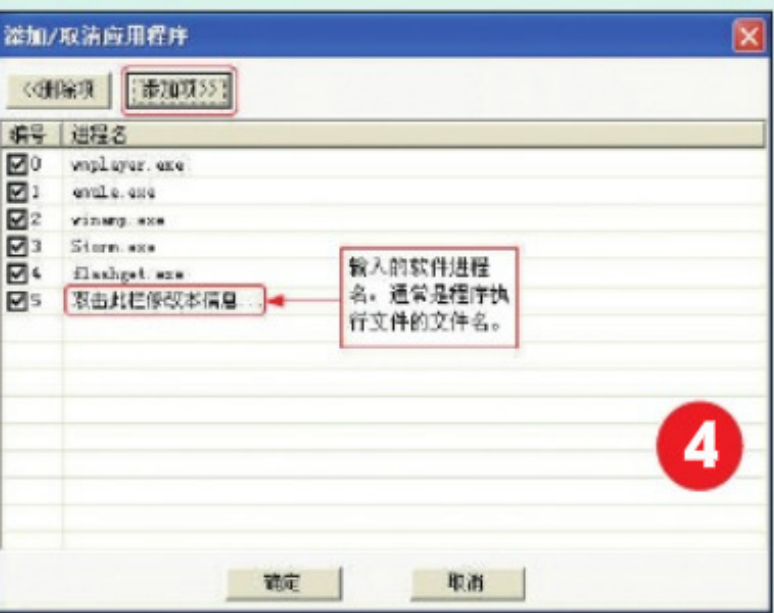 添加/取消应用程序
<<删除项 添加项>>
编号 进程名
0 wmplayer.exe
1 emule.exe
2 winamp.exe
3 Storm.exe
4 flashget.exe
5 双击此栏修改本信息...
输入的软件进程
名。通常是程序执
行文件的文件名。
4
确定 取消